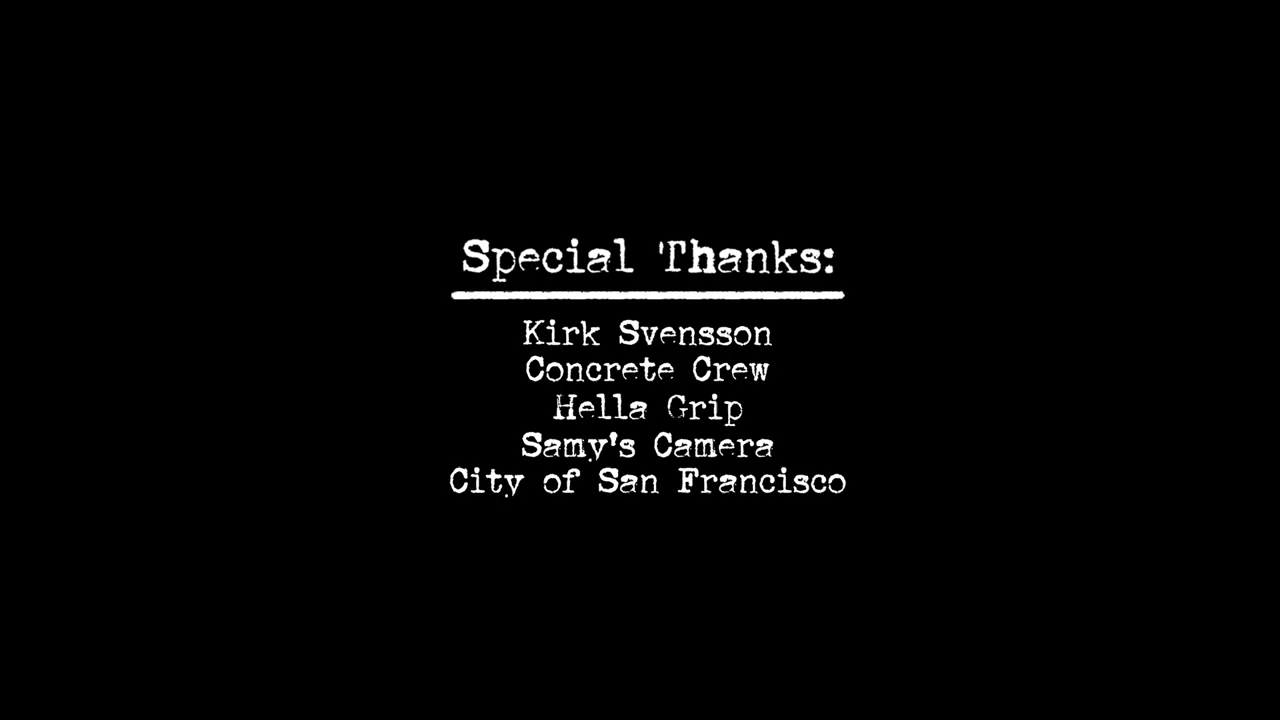 Special Thanks:
Kirk Svensson
Concrete Crew
Hella Grip
Samy's Camera
City of San Francisco